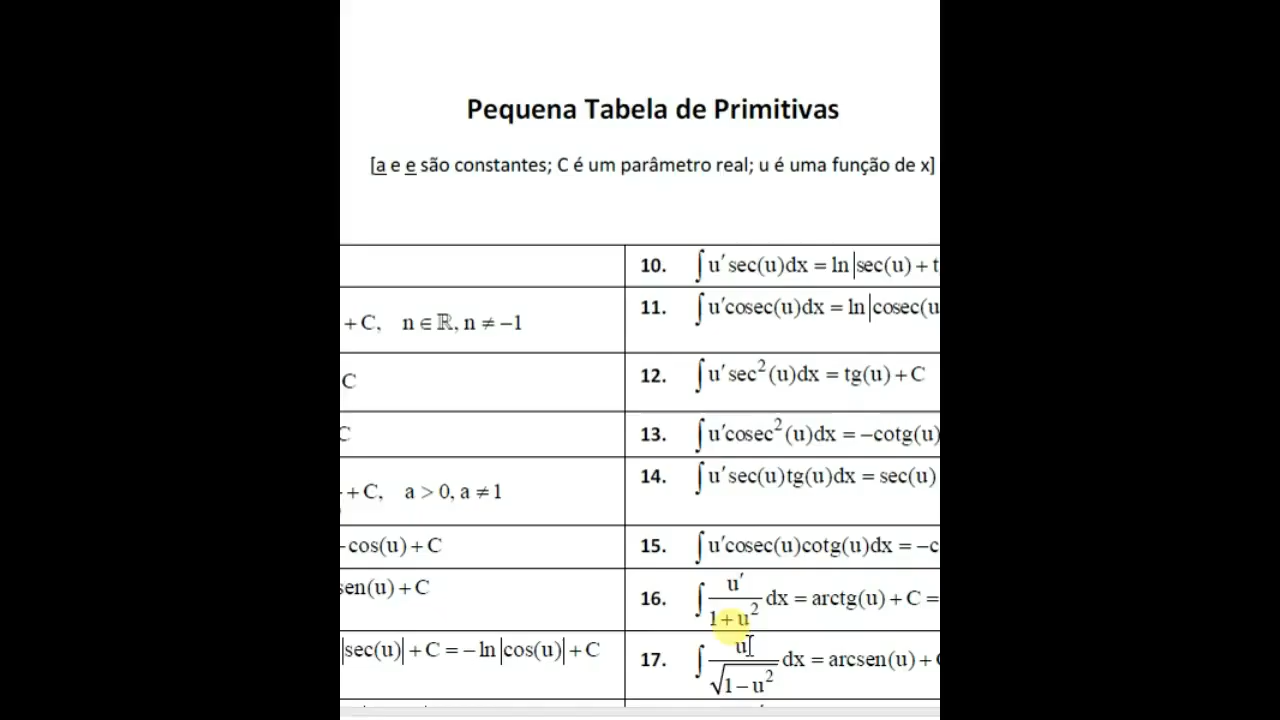 Pequena Tabela de Primitivas
[a e e são constantes; C é um parâmetro real; u é uma função de x]
10. ∫ u′sec(u)dx = ln|sec(u) + t
+ C, n ∈ ℝ, n ≠ −1
11. ∫ u′cosec(u)dx = ln|cosec(u
C
12. ∫ u′sec²(u)dx = tg(u) + C
C
13. ∫ u′cosec²(u)dx = −cotg(u)
+ C, a > 0, a ≠ 1
14. ∫ u′sec(u)tg(u)dx = sec(u)
-cos(u) + C
15. ∫ u′cosec(u)cotg(u)dx = −c
sen(u) + C
16. ∫ u′/(1 + u²) dx = arctg(u) + C =
|sec(u)| + C = −ln|cos(u)| + C
17. ∫ u/√(1 − u²) dx = arcsen(u) +